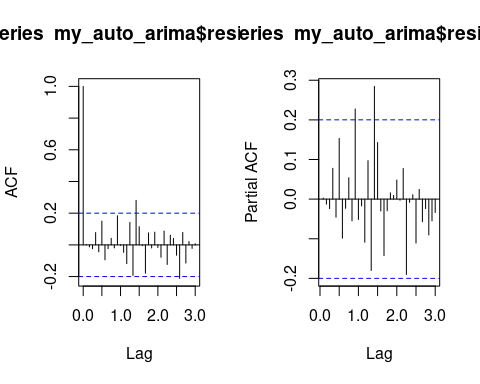 eries my_auto_arima$resi
eries my_auto_arima$resi
ACF
1.0
0.6
0.2
-0.2
0.0 1.0 2.0 3.0
Lag
Partial ACF
0.3
0.2
0.1
0.0
-0.2
0.0 1.0 2.0 3.0
Lag